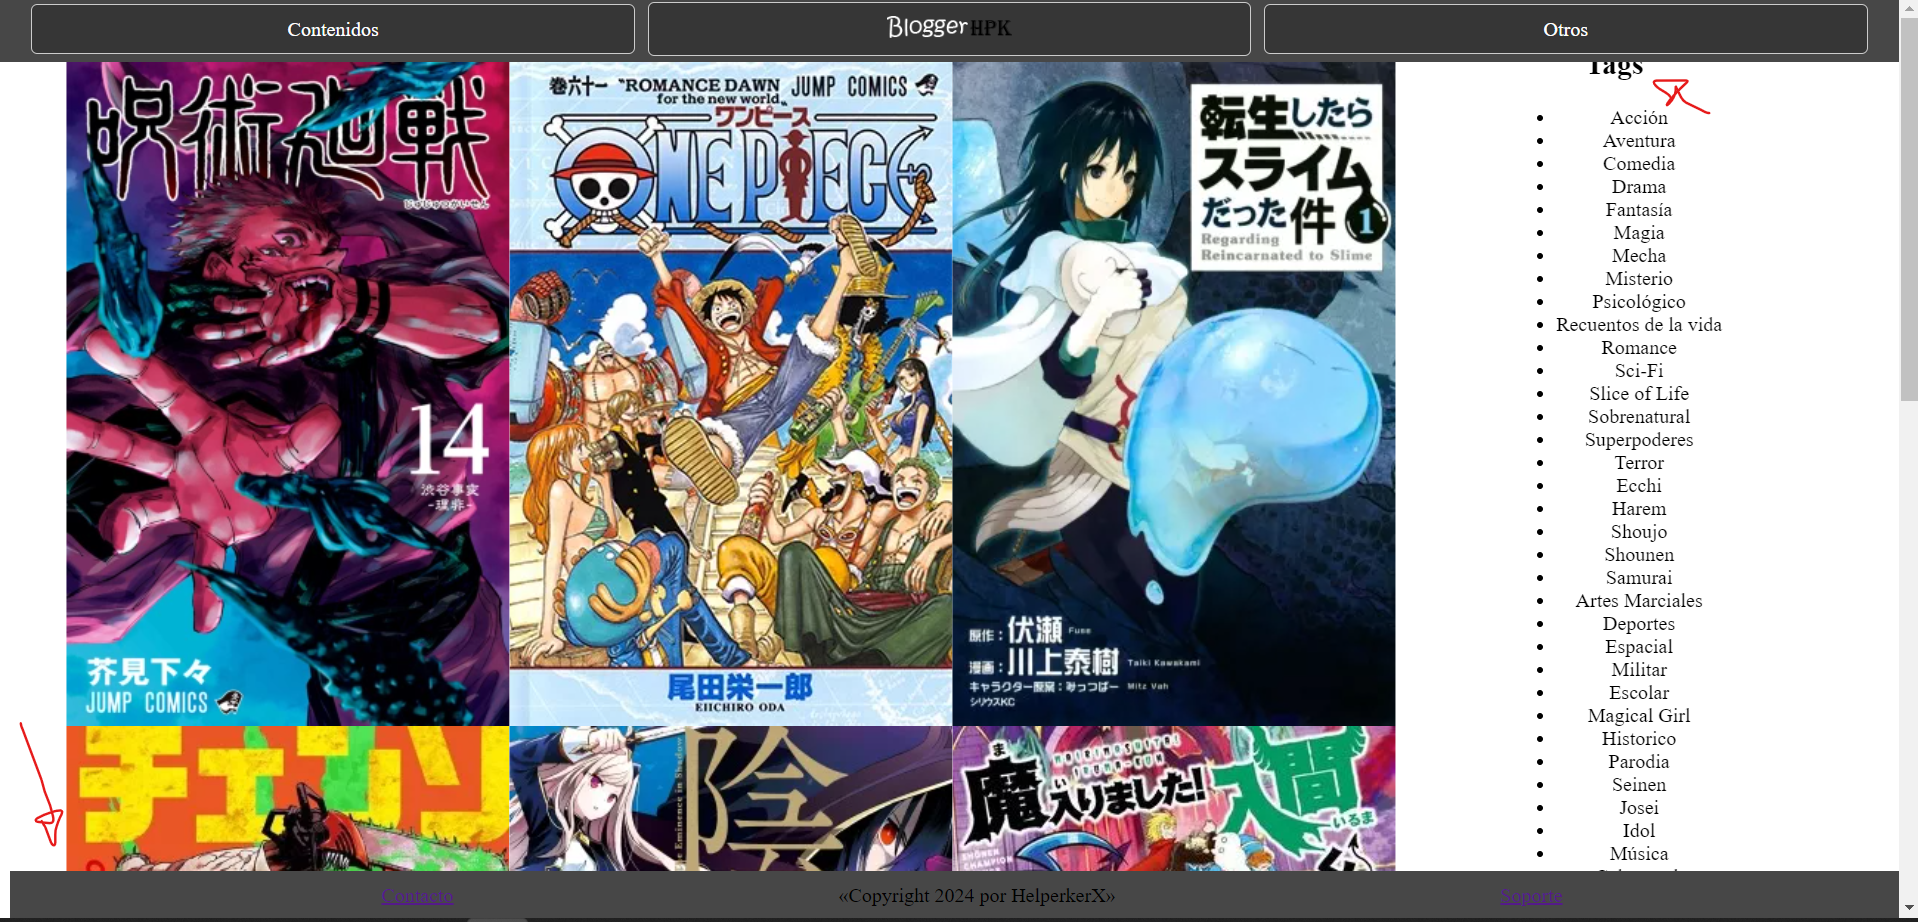 Contenidos
BloggerHPK
Otros
呪術廻戦
じゅじゅつかいせん
14
渋谷事変
-理非-
芥見下々
JUMP COMICS
巻六十一 "ROMANCE DAWN
for the new world" JUMP COMICS
ワンピース
ONE PIECE
尾田栄一郎
EIICHIRO ODA
転生したら
スライム
だった件 1
Regarding
Reincarnated to Slime
原作：伏瀬 Fuse
漫画：川上泰樹 Taiki Kawakami
キャラクター原案：みっつばー Mitz Vah
シリウスKC
チェンソ
陰
The Eminence in Shadow
MAIRIMASHITA!
IRUMA-KUN
魔入りました!入間
ま い
いるま
SHŌNEN
CHAMPION
Tags
Acción
Aventura
Comedia
Drama
Fantasía
Magia
Mecha
Misterio
Psicológico
Recuentos de la vida
Romance
Sci-Fi
Slice of Life
Sobrenatural
Superpoderes
Terror
Ecchi
Harem
Shoujo
Shounen
Samurai
Artes Marciales
Deportes
Espacial
Militar
Escolar
Magical Girl
Historico
Parodia
Seinen
Josei
Idol
Música
Contacto
«Copyright 2024 por HelperkerX»
Soporte